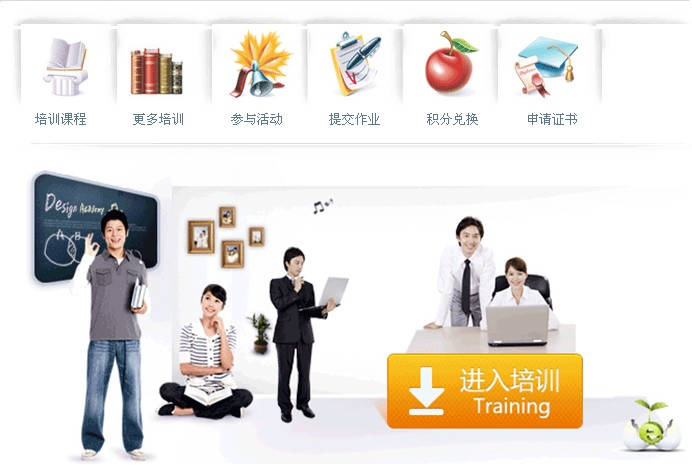 培训课程
更多培训
参与活动
提交作业
积分兑换
申请证书
Design Academy
A B
进入培训
Training